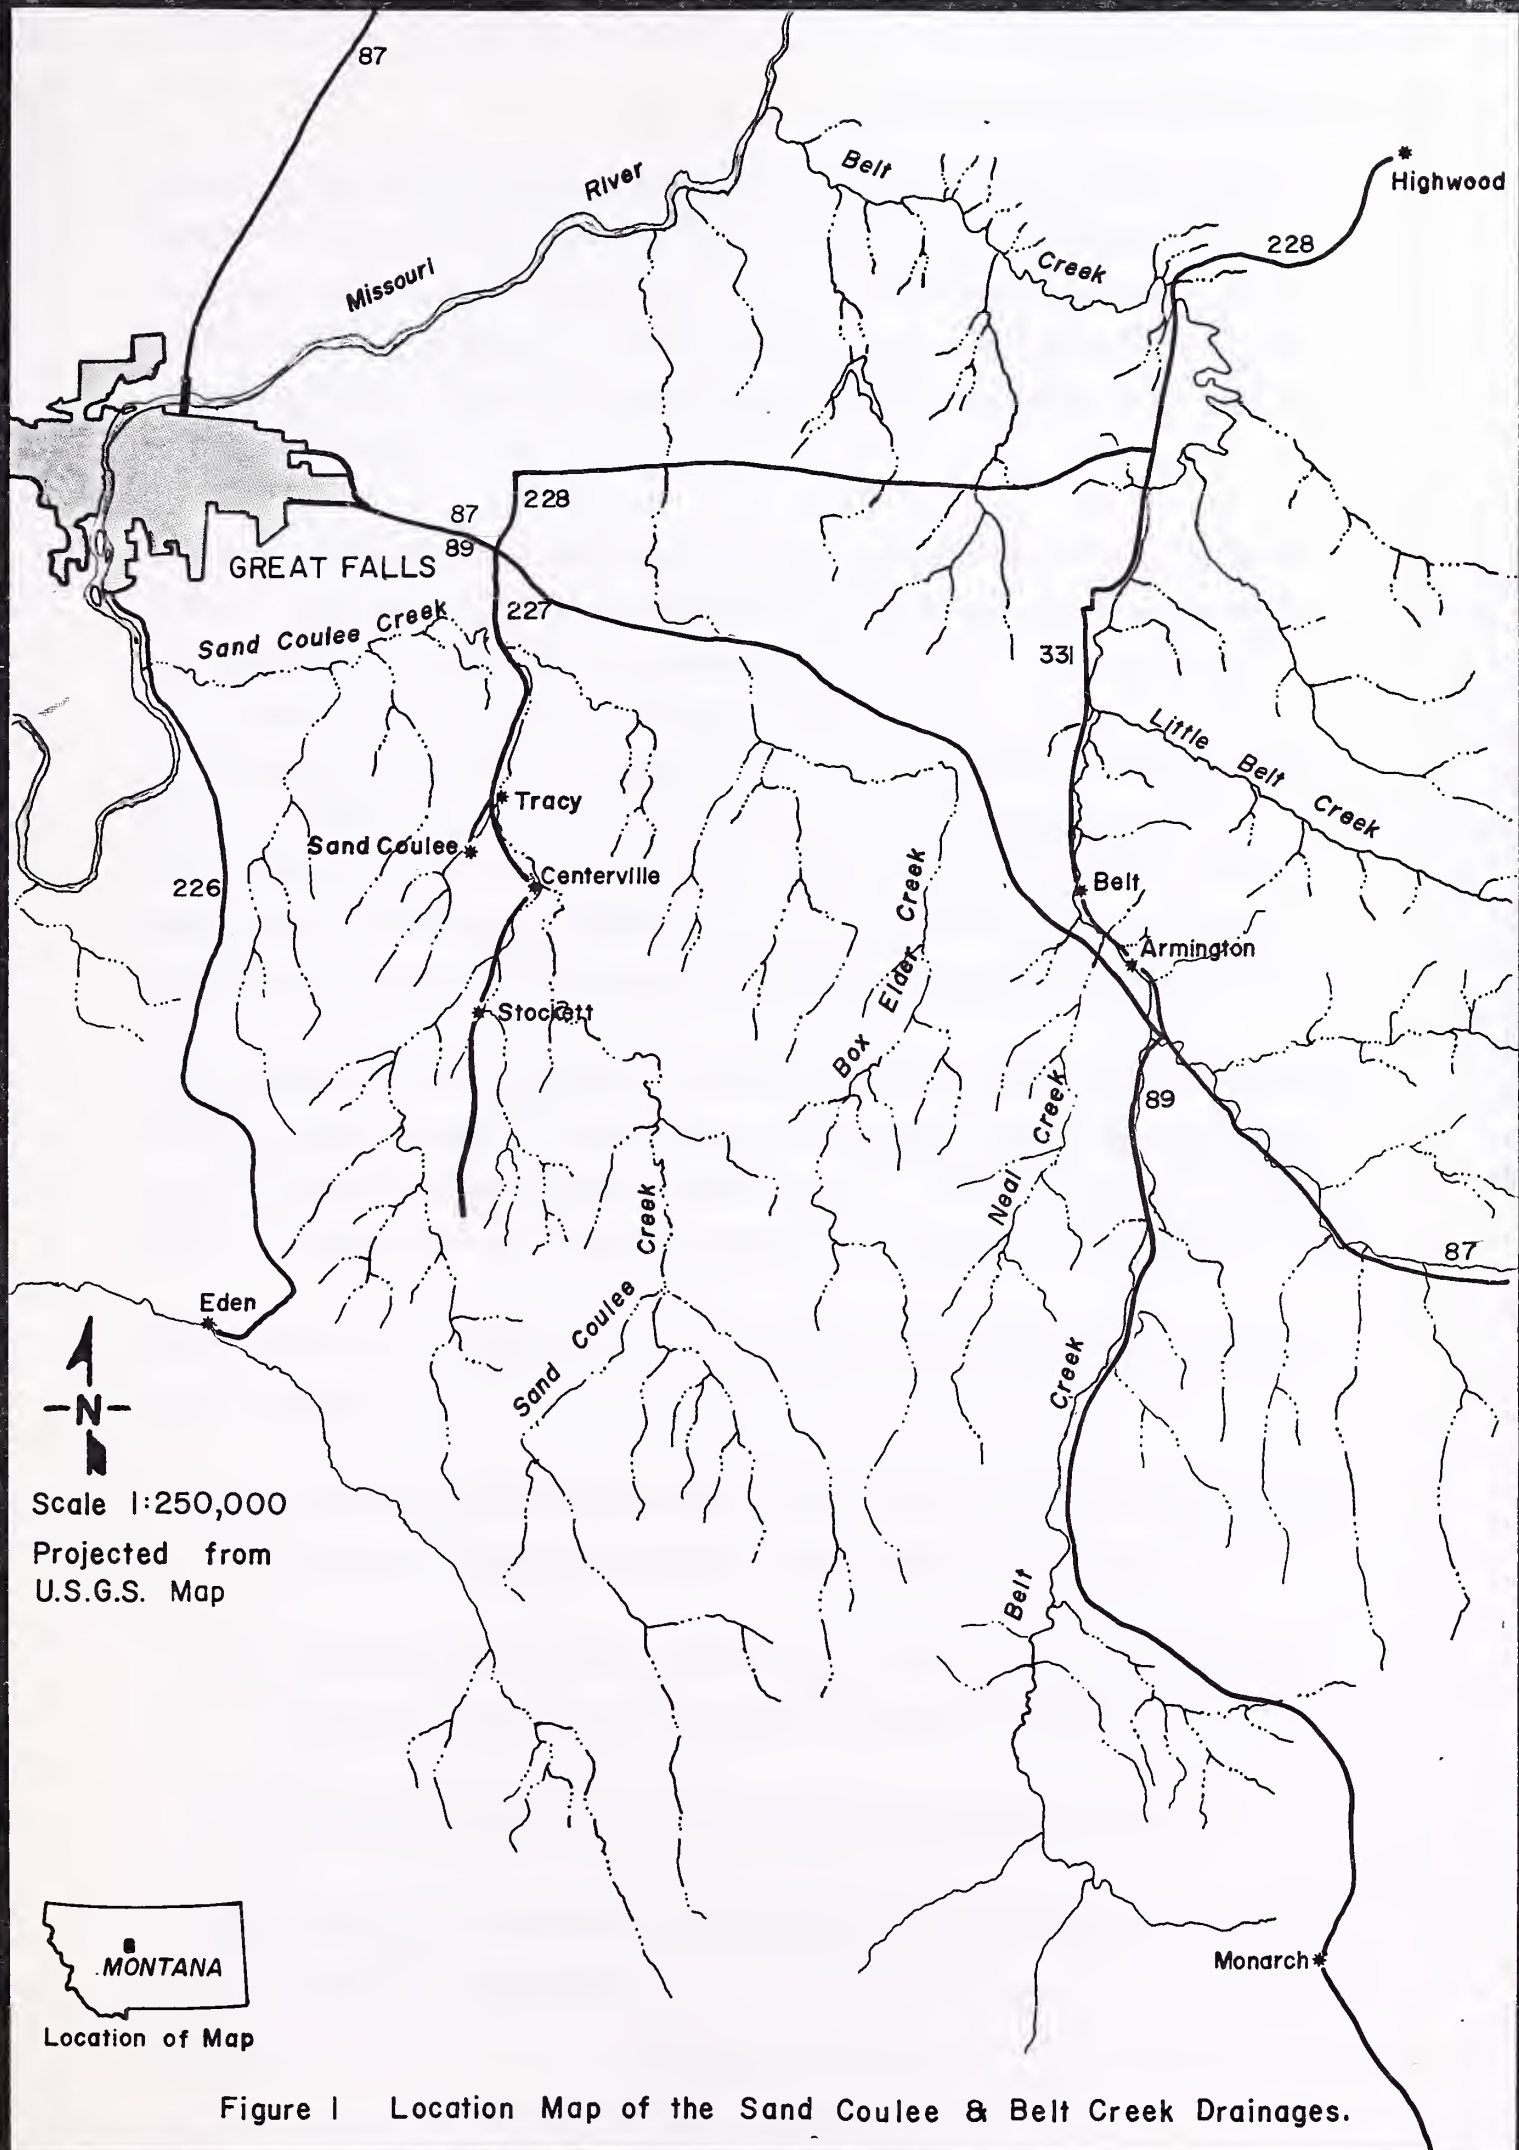 87
Highwood
Belt
River
228
Creek
Missouri
228
87
89
GREAT FALLS
227
Sand Coulee Creek
331
Little Belt Creek
Tracy
Sand Coulee
Centerville
226
Belt
Box Elder Creek
Armington
Stockett
89
Neal Creek
Sand Coulee Creek
87
Eden
Belt Creek
N
Scale 1:250,000
Projected from
U.S.G.S. Map
MONTANA
Location of Map
Monarch
Figure 1 Location Map of the Sand Coulee & Belt Creek Drainages.